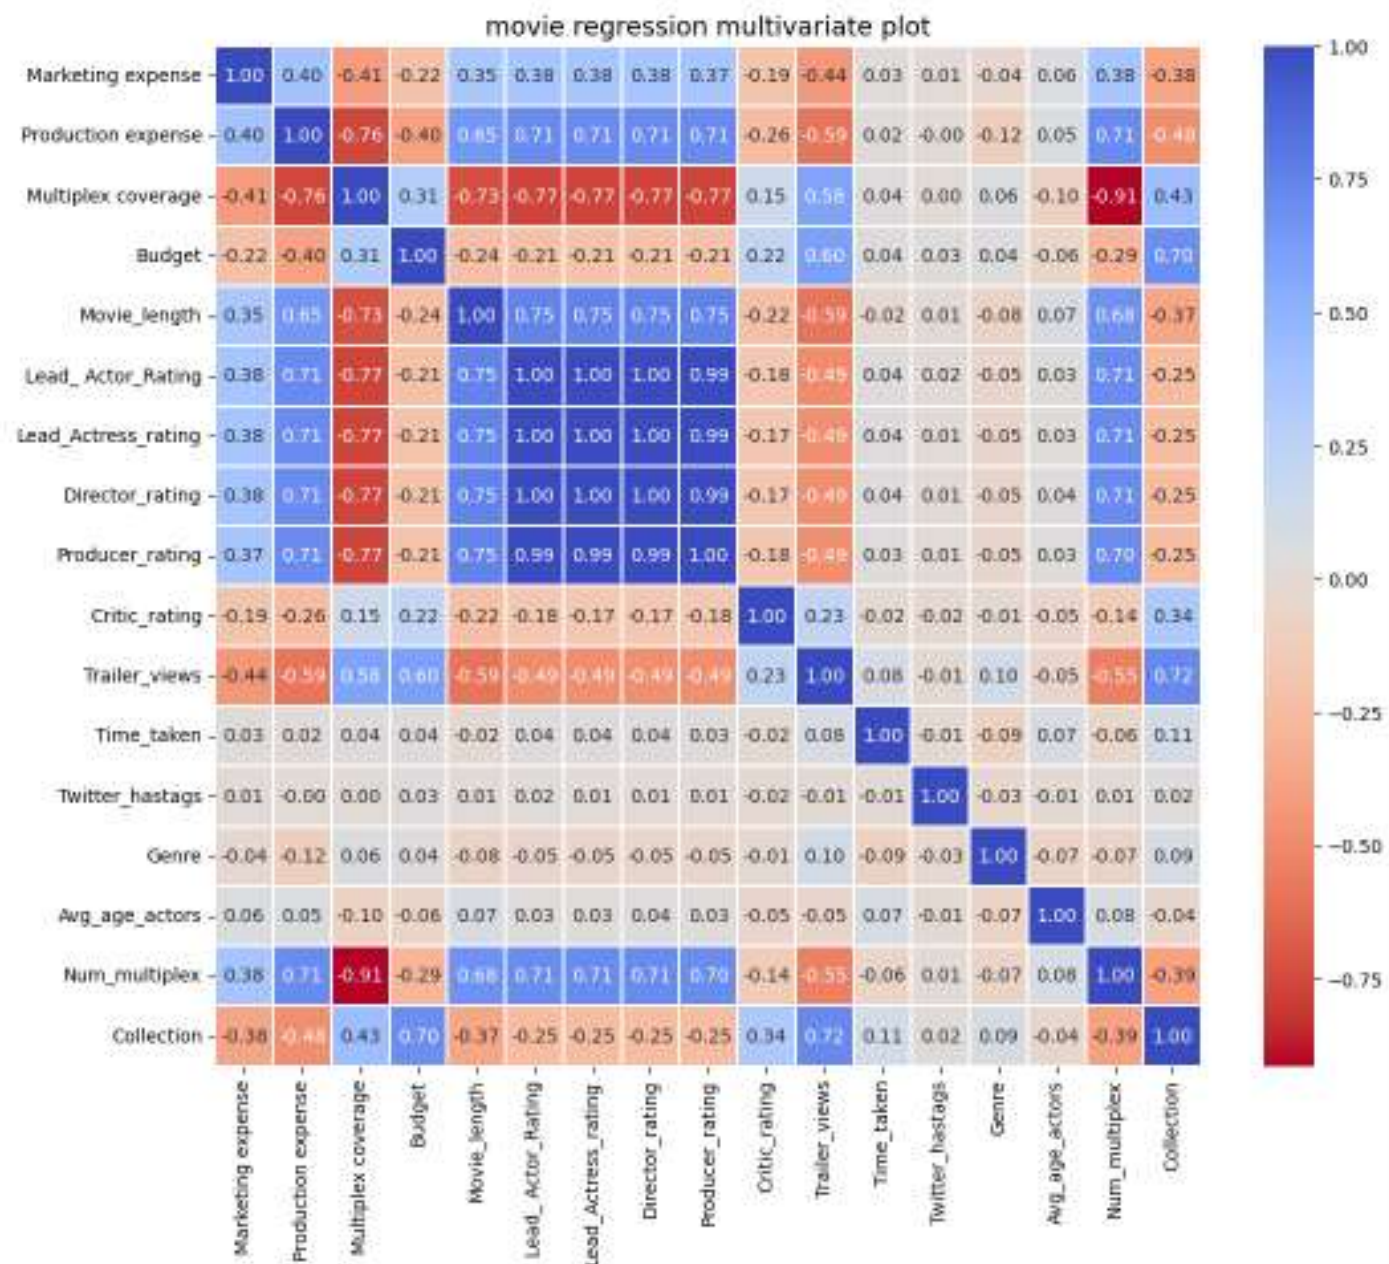 movie regression multivariate plot
Marketing expense 1.00 0.40 -0.41 -0.22 0.35 0.38 0.38 0.38 0.37 -0.19 -0.44 0.03 0.01 -0.04 0.06 0.38 -0.38
Production expense 0.40 1.00 -0.76 -0.40 0.65 0.71 0.71 0.71 0.71 -0.26 -0.59 0.02 -0.00 -0.12 0.05 0.71 -0.48
Multiplex coverage -0.41 -0.76 1.00 0.31 -0.73 -0.77 -0.77 -0.77 -0.77 0.15 0.58 0.04 0.00 0.06 -0.10 -0.91 0.43
Budget -0.22 -0.40 0.31 1.00 -0.24 -0.21 -0.21 -0.21 -0.21 0.22 0.60 0.04 0.03 0.04 -0.06 -0.29 0.70
Movie_length 0.35 0.65 -0.73 -0.24 1.00 0.75 0.75 0.75 0.75 -0.22 -0.59 -0.02 0.01 -0.08 0.07 0.68 -0.37
Lead_ Actor_Rating 0.38 0.71 -0.77 -0.21 0.75 1.00 1.00 1.00 0.99 -0.18 -0.49 0.04 0.02 -0.05 0.03 0.71 -0.25
Lead_Actress_rating 0.38 0.71 -0.77 -0.21 0.75 1.00 1.00 1.00 0.99 -0.17 -0.49 0.04 0.01 -0.05 0.03 0.71 -0.25
Director_rating 0.38 0.71 -0.77 -0.21 0.75 1.00 1.00 1.00 0.99 -0.17 -0.49 0.04 0.01 -0.05 0.04 0.71 -0.25
Producer_rating 0.37 0.71 -0.77 -0.21 0.75 0.99 0.99 0.99 1.00 -0.18 -0.49 0.03 0.01 -0.05 0.03 0.70 -0.25
Critic_rating -0.19 -0.26 0.15 0.22 -0.22 -0.18 -0.17 -0.17 -0.18 1.00 0.23 -0.02 -0.02 -0.01 -0.05 -0.14 0.34
Trailer_views -0.44 -0.59 0.58 0.60 -0.59 -0.49 -0.49 -0.49 -0.49 0.23 1.00 0.08 -0.01 0.10 -0.05 -0.55 0.72
Time_taken 0.03 0.02 0.04 0.04 -0.02 0.04 0.04 0.04 0.03 -0.02 0.08 1.00 -0.01 -0.09 0.07 -0.06 0.11
Twitter_hastags 0.01 -0.00 0.00 0.03 0.01 0.02 0.01 0.01 0.01 -0.02 -0.01 -0.01 1.00 -0.03 -0.01 0.01 0.02
Genre -0.04 -0.12 0.06 0.04 -0.08 -0.05 -0.05 -0.05 -0.05 -0.01 0.10 -0.09 -0.03 1.00 -0.07 -0.07 0.09
Avg_age_actors 0.06 0.05 -0.10 -0.06 0.07 0.03 0.03 0.04 0.03 -0.05 -0.05 0.07 -0.01 -0.07 1.00 0.08 -0.04
Num_multiplex 0.38 0.71 -0.91 -0.29 0.68 0.71 0.71 0.71 0.70 -0.14 -0.55 -0.06 0.01 -0.07 0.08 1.00 -0.39
Collection -0.38 -0.48 0.43 0.70 -0.37 -0.25 -0.25 -0.25 -0.25 0.34 0.72 0.11 0.02 0.09 -0.04 -0.39 1.00
Marketing expense
Production expense
Multiplex coverage
Budget
Movie_length
Lead_ Actor_Rating
Lead_Actress_rating
Director_rating
Producer_rating
Critic_rating
Trailer_views
Time_taken
Twitter_hastags
Genre
Avg_age_actors
Num_multiplex
Collection
1.00
0.75
0.50
0.25
0.00
-0.25
-0.50
-0.75